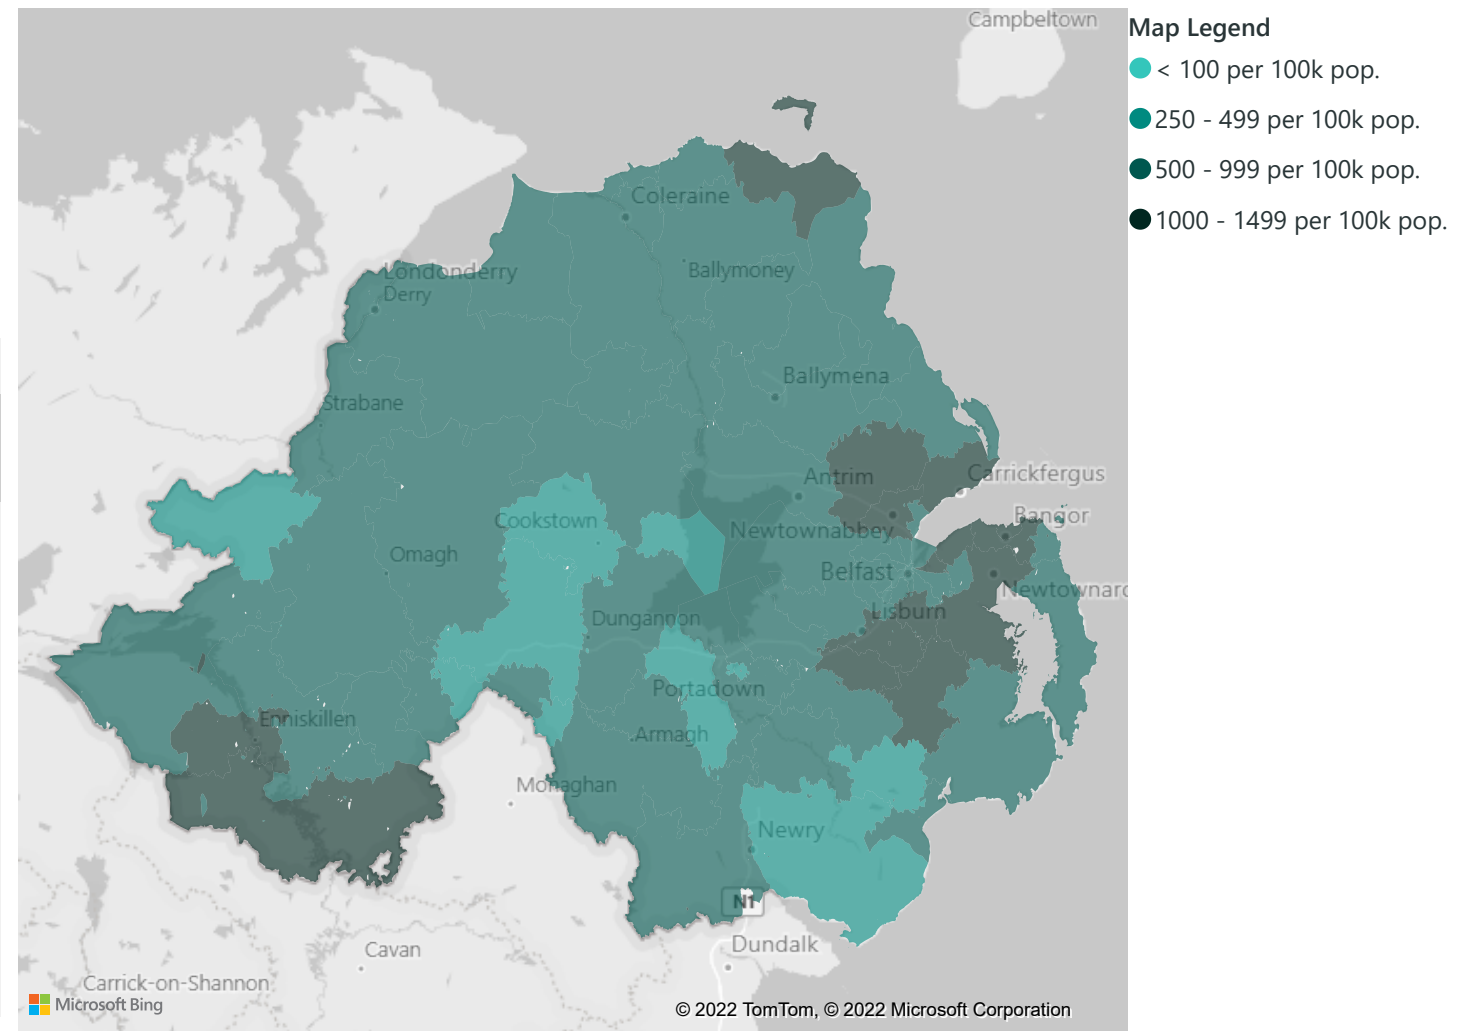 Campbeltown
Map Legend
< 100 per 100k pop.
250 - 499 per 100k pop.
500 - 999 per 100k pop.
1000 - 1499 per 100k pop.
Coleraine
Londonderry
Derry
Ballymoney
Ballymena
Strabane
Antrim
Carrickfergus
Cookstown
Newtownabbey
Bangor
Omagh
Belfast
Newtownarc
Dungannon
Lisburn
Portadown
Enniskillen
Armagh
Monaghan
Newry
N1
Dundalk
Cavan
Carrick-on-Shannon
Microsoft Bing
© 2022 TomTom, © 2022 Microsoft Corporation